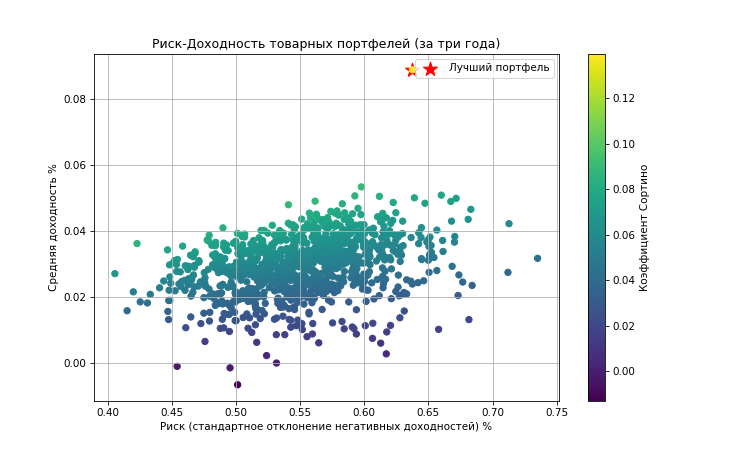 Риск-Доходность товарных портфелей (за три года)
Лучший портфель
Средняя доходность %
0.08
0.06
0.04
0.02
0.00
0.40 0.45 0.50 0.55 0.60 0.65 0.70 0.75
Риск (стандартное отклонение негативных доходностей) %
0.12
0.10
0.08
0.06
0.04
0.02
0.00
Коэффициент Сортино